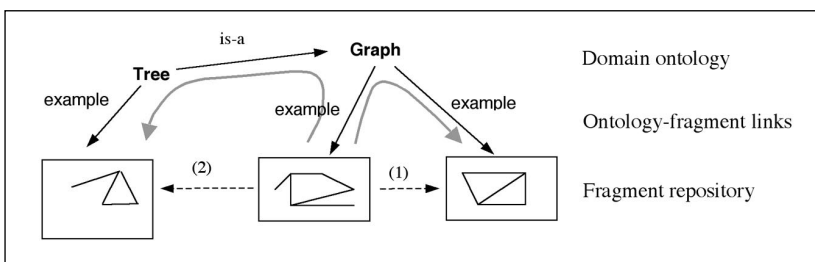 is-a
Graph
Domain ontology
Tree
example
example
example
Ontology-fragment links
(2)
(1)
Fragment repository